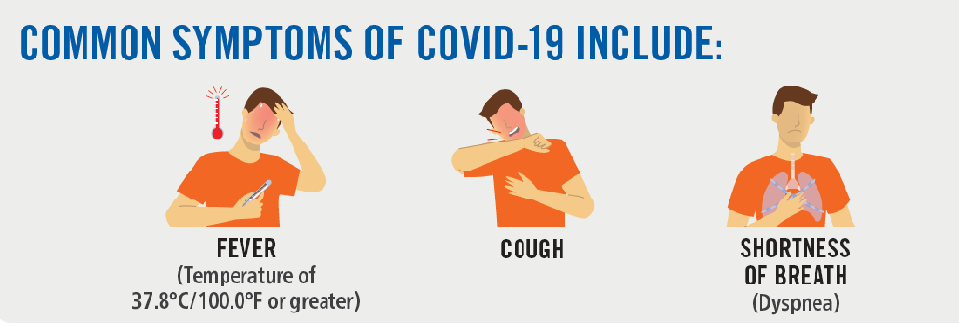 COMMON SYMPTOMS OF COVID-19 INCLUDE:
FEVER
(Temperature of
37.8°C/100.0°F or greater)
COUGH
SHORTNESS
OF BREATH
(Dyspnea)